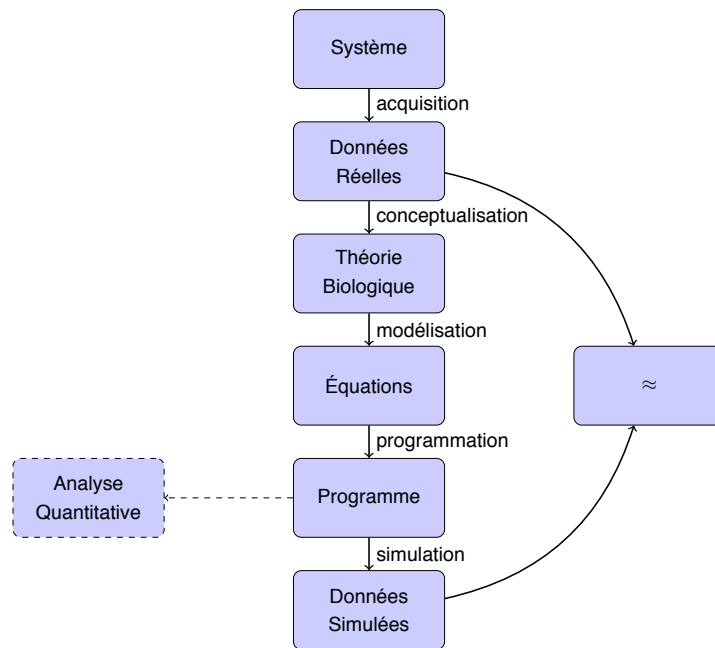 Système
acquisition
Données
Réelles
conceptualisation
Théorie
Biologique
modélisation
Équations
≈
programmation
Analyse
Quantitative
Programme
simulation
Données
Simulées